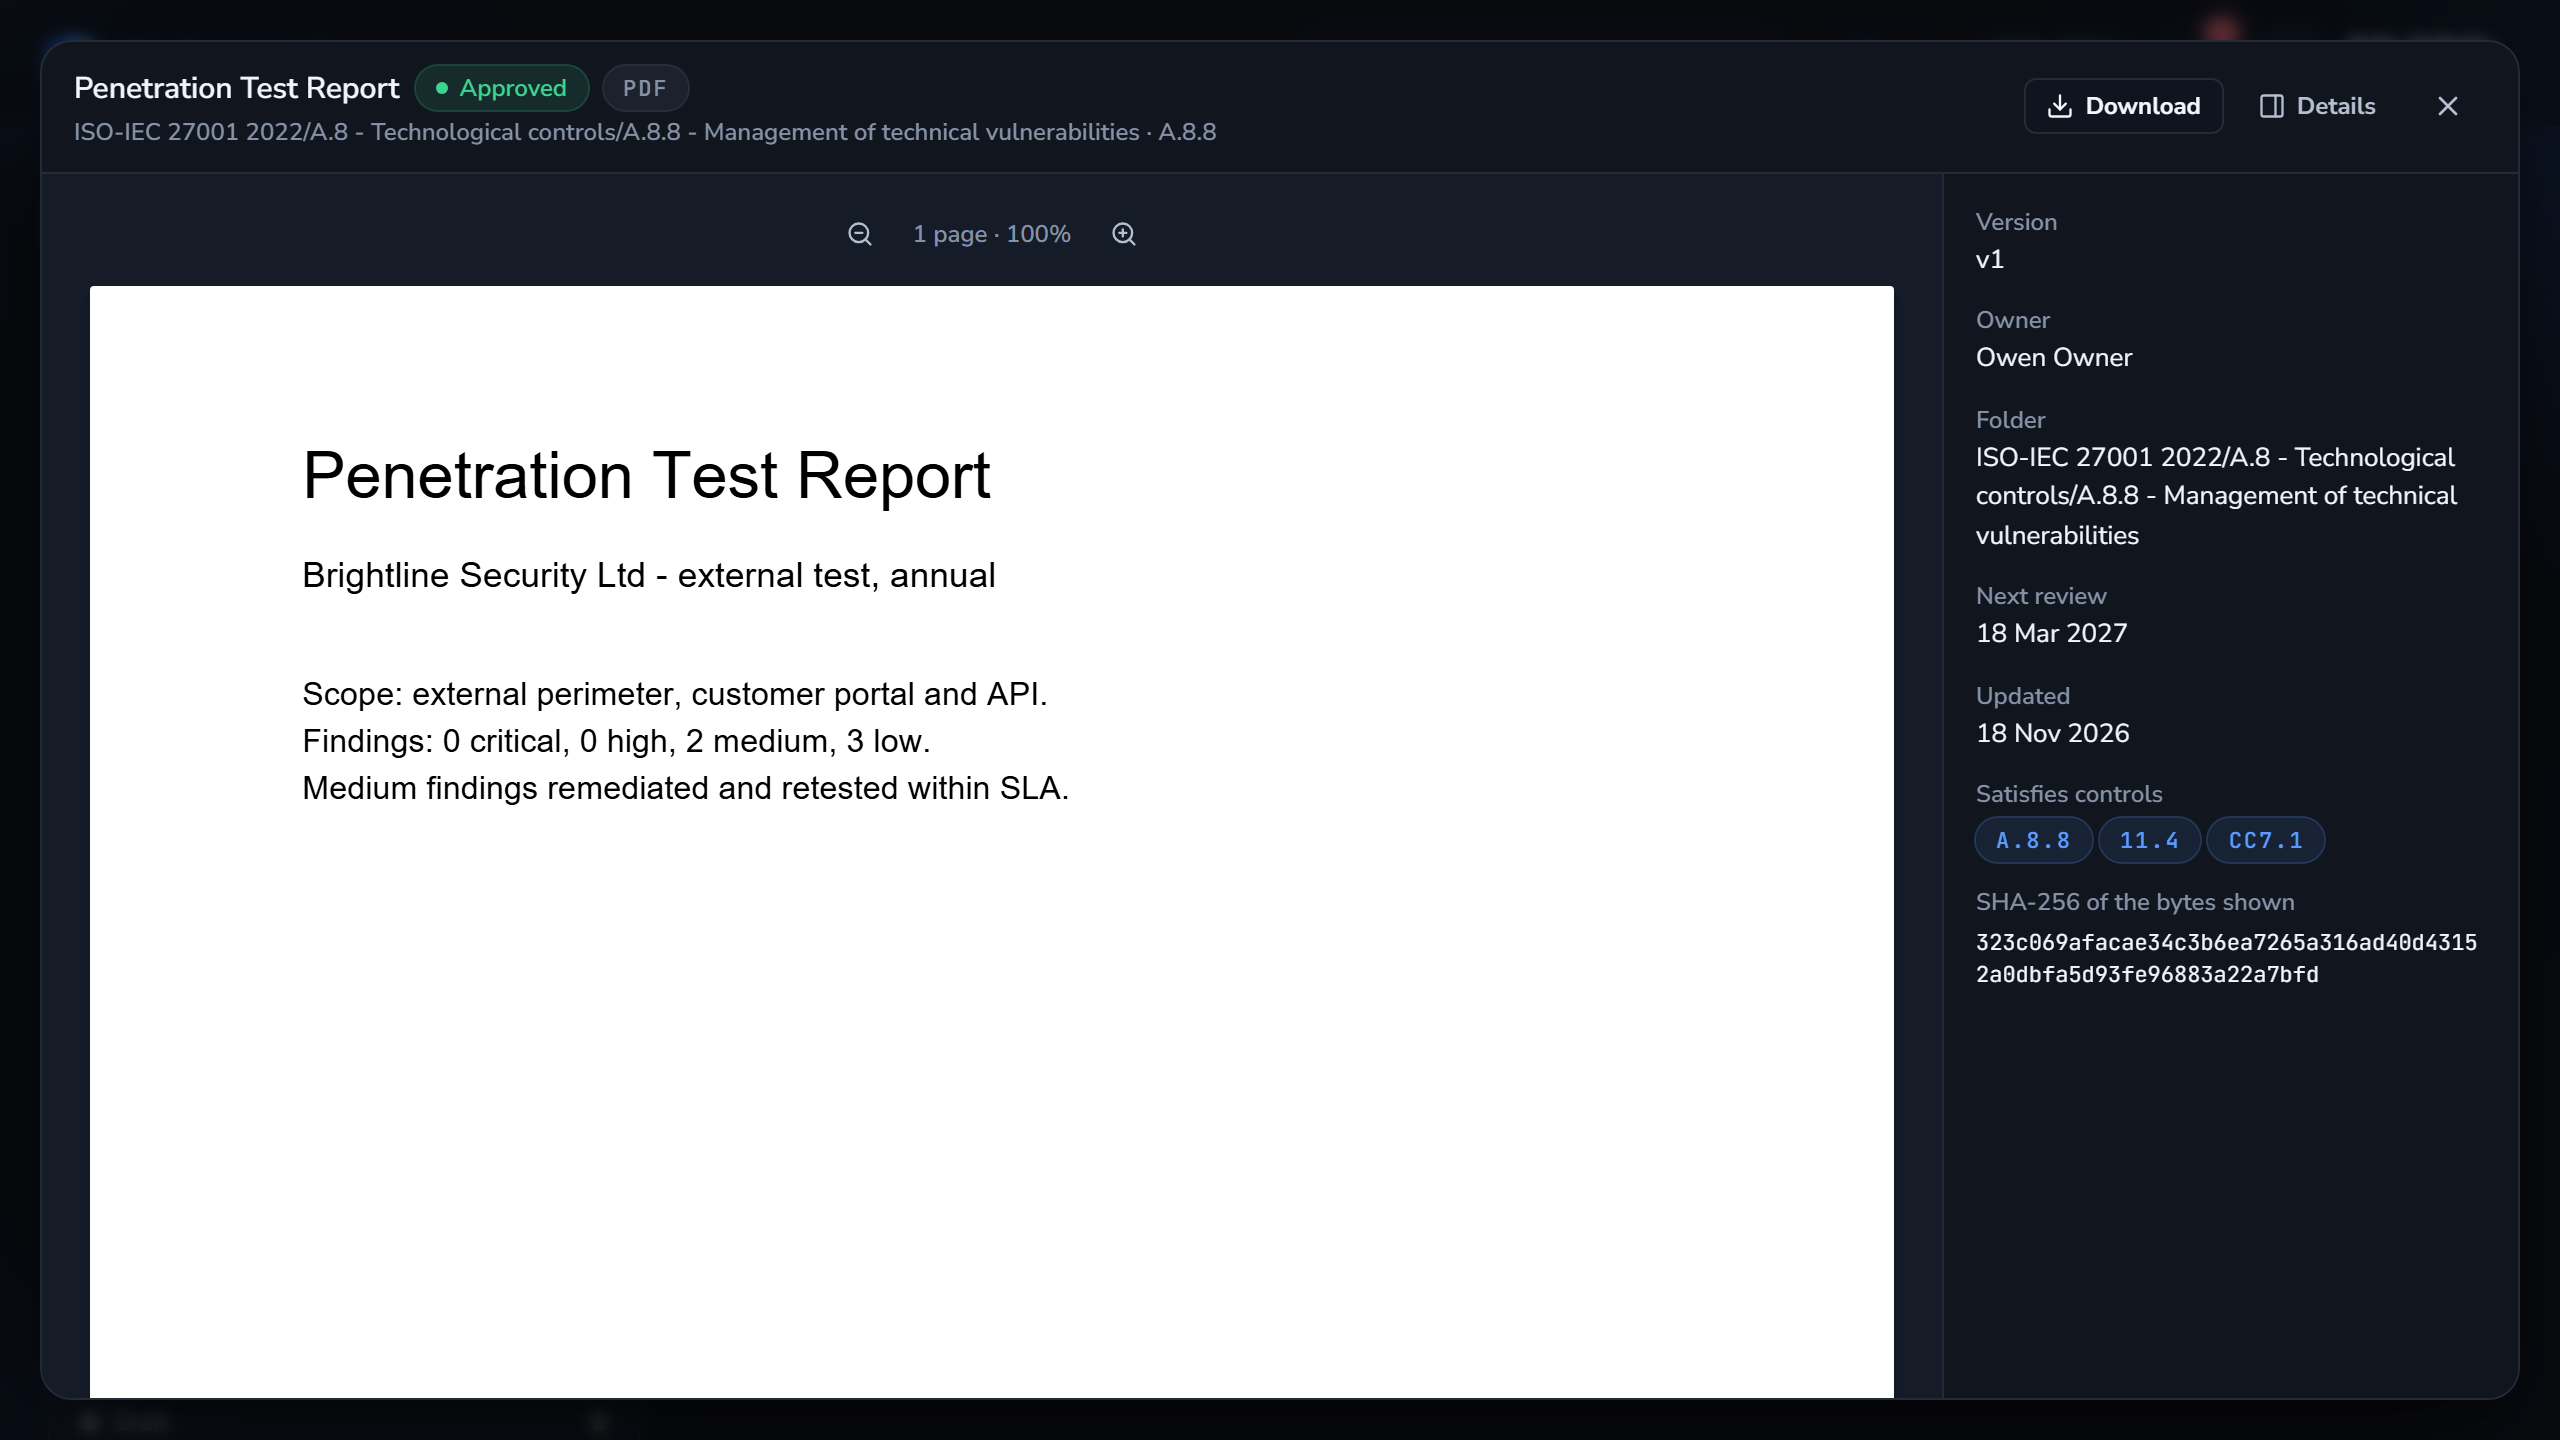 Penetration Test Report
Approved
PDF
ISO-IEC 27001 2022/A.8 - Technological controls/A.8.8 - Management of technical vulnerabilities · A.8.8
Download
Details
1 page · 100%
Penetration Test Report
Brightline Security Ltd - external test, annual
Scope: external perimeter, customer portal and API.
Findings: 0 critical, 0 high, 2 medium, 3 low.
Medium findings remediated and retested within SLA.
Version
v1
Owner
Owen Owner
Folder
ISO-IEC 27001 2022/A.8 - Technological
controls/A.8.8 - Management of technical
vulnerabilities
Next review
18 Mar 2027
Updated
18 Nov 2026
Satisfies controls
A.8.8 11.4 CC7.1
SHA-256 of the bytes shown
323c069afacae34c3b6ea7265a316ad40d4315
2a0dbfa5d93fe96883a22a7bfd